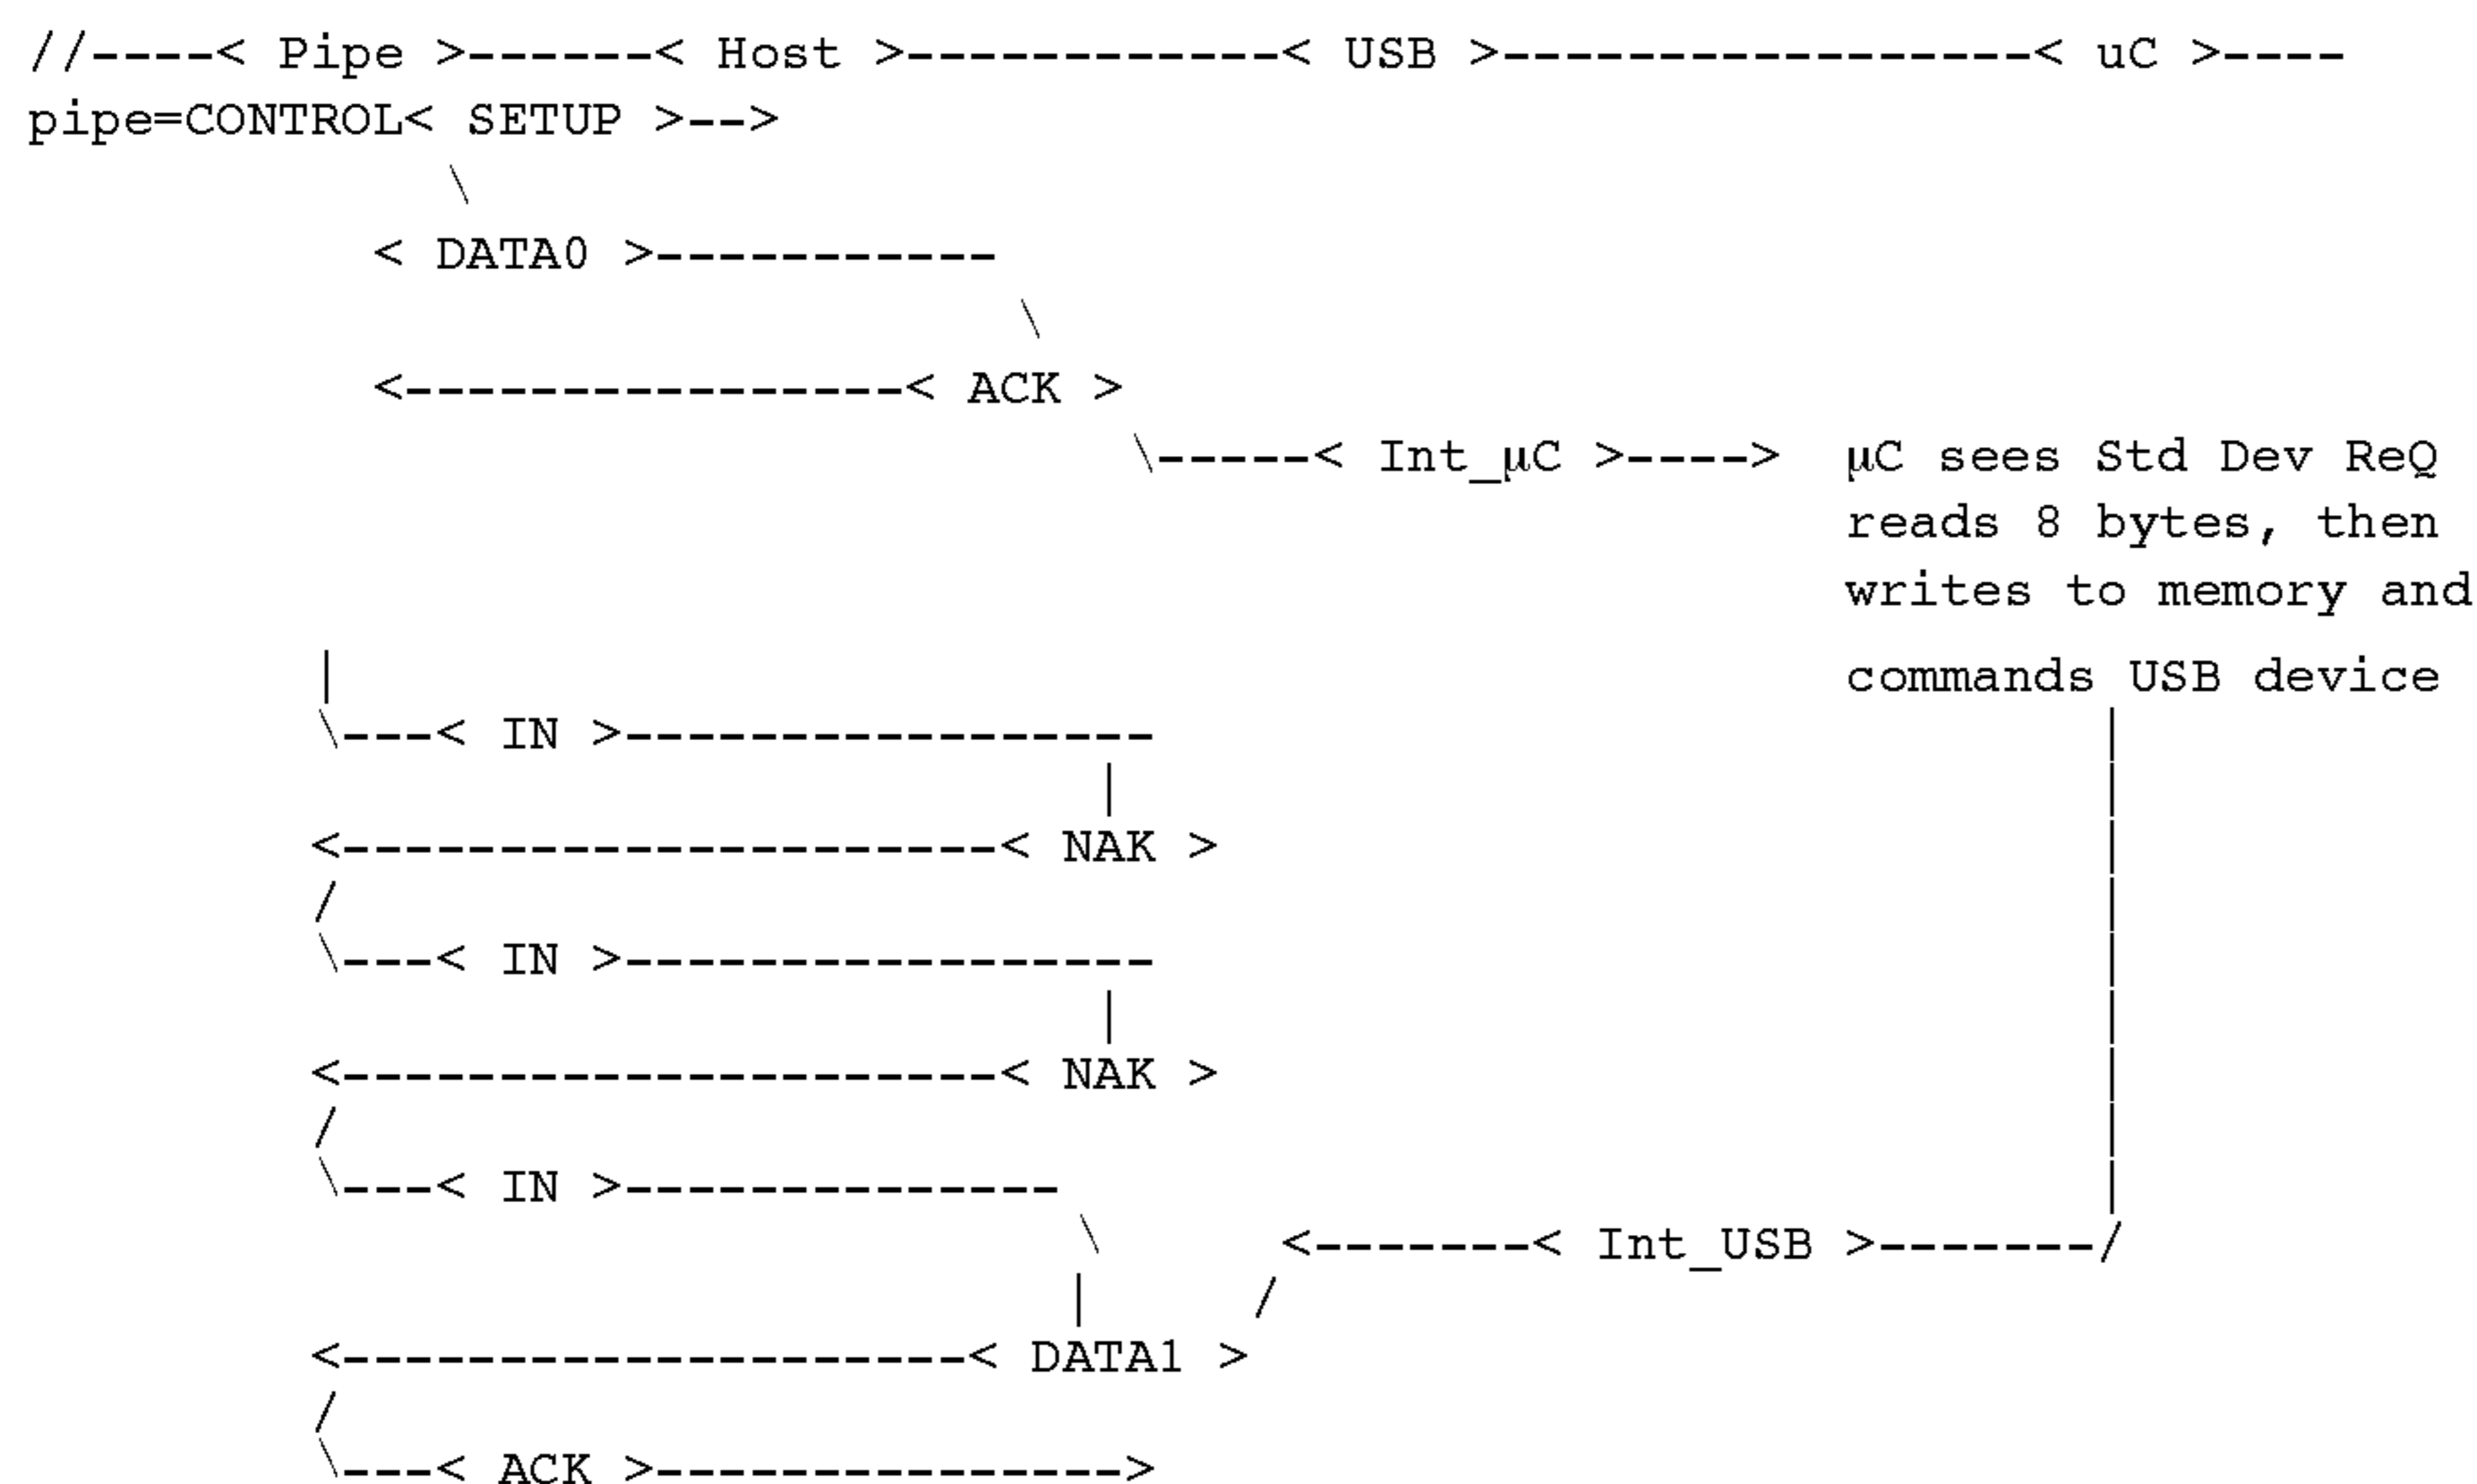 //----< Pipe >------< Host >------------< USB >-----------------< uC >----
pipe=CONTROL< SETUP >-->
\
< DATA0 >-----------
\
<----------------< ACK >
\-----< Int_µC >----> µC sees Std Dev ReQ
reads 8 bytes, then
writes to memory and
| commands USB device
\---< IN >----------------- |
| |
<---------------------< NAK > |
/ |
\---< IN >----------------- |
| |
<---------------------< NAK > |
/ |
\---< IN >-------------- |
\ <-------< Int_USB >-------/
| /
<--------------------< DATA1 >
/
\---< ACK >--------------->